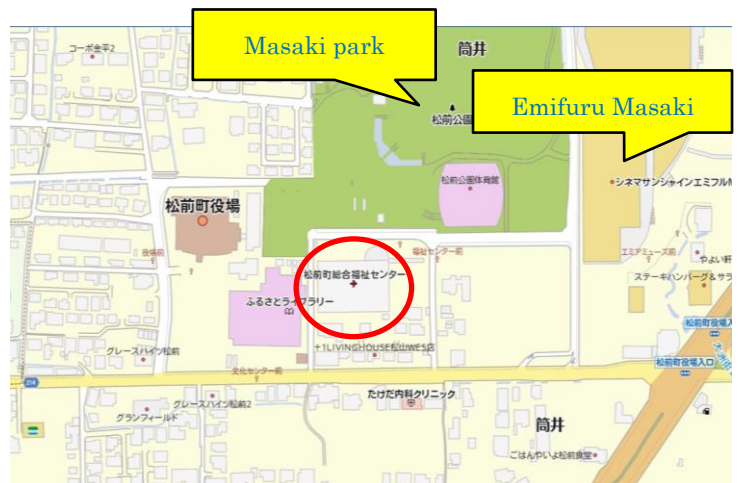 Masaki park
Emifuru Masaki
コーポ金平2
筒井
松前公園
松前公園体育館
シネマサンシャインエミフルM
松前町役場
役場前
福祉センター前
エミフルミューズ前
やよい軒
松前町総合福祉センター
ステーキハンバーグ&サラ
ふるさとライブラリー
松前町役場入
+1LIVINGHOUSE松山WEST店
グレースハイツ松前
松前町役場入口
文化センター前
214
たけだ内科クリニック
グレースハイツ松前2
グランフィールド
筒井
ごはんやいよ松前食堂